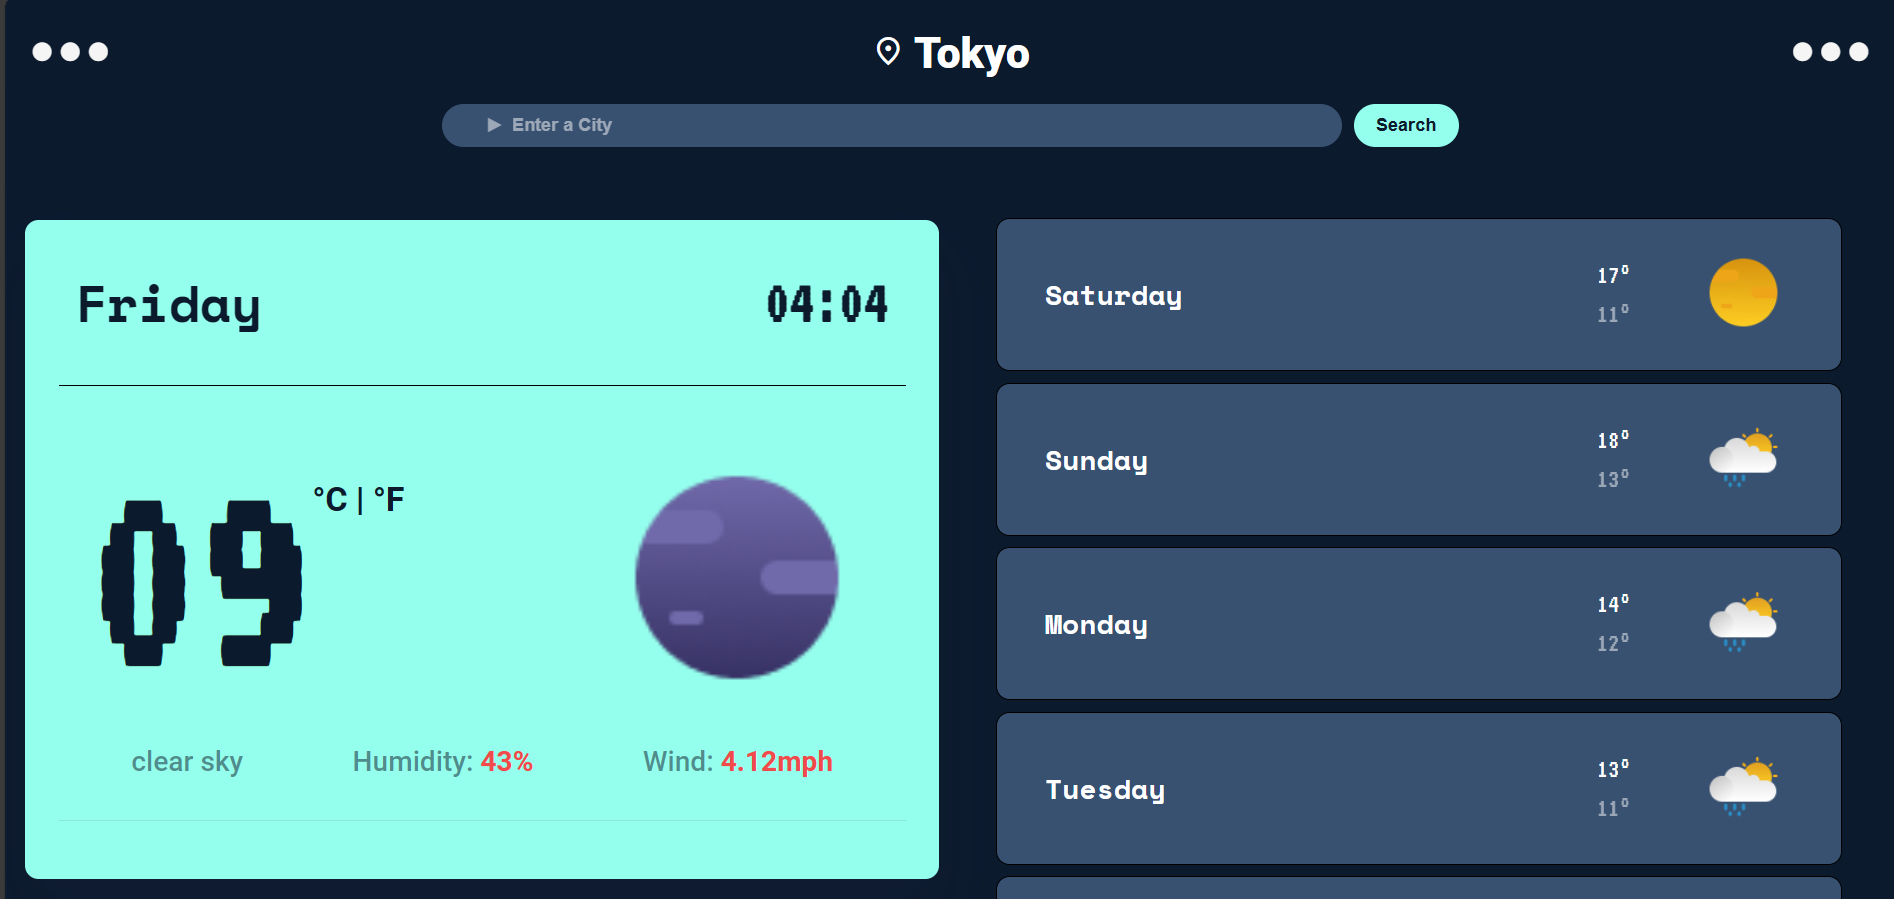 Tokyo
Enter a City
Search
Friday
04:04
09
°C | °F
clear sky
Humidity: 43%
Wind: 4.12mph
Saturday
17°
11°
Sunday
18°
13°
Monday
14°
12°
Tuesday
13°
11°